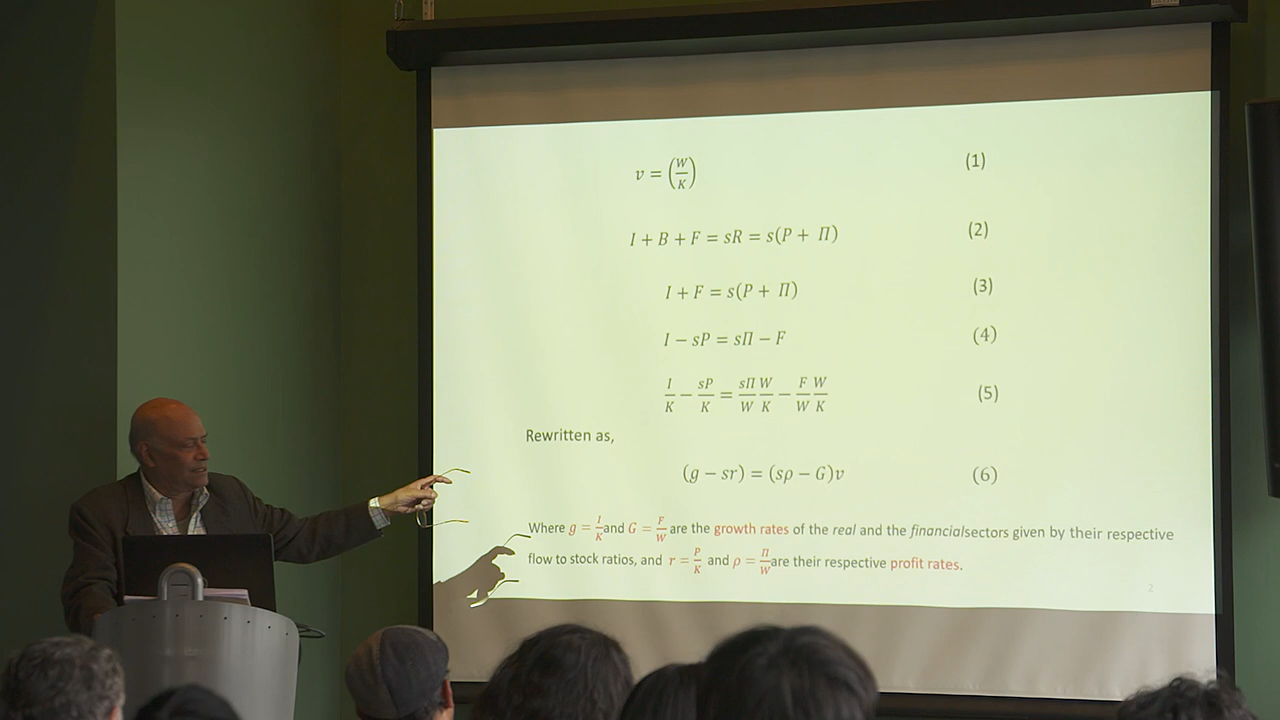 v = (W/K) (1)
I + B + F = sR = s(P + Π) (2)
I + F = s(P + Π) (3)
I − sP = sΠ − F (4)
I/K − sP/K = sΠ/W W/K − F/W W/K (5)
Rewritten as,
(g − sr) = (sρ − G)v (6)
Where g = I/K and G = F/W are the growth rates of the real and the financialsectors given by their respective
flow to stock ratios, and r = P/K and ρ = Π/W are their respective profit rates.
2